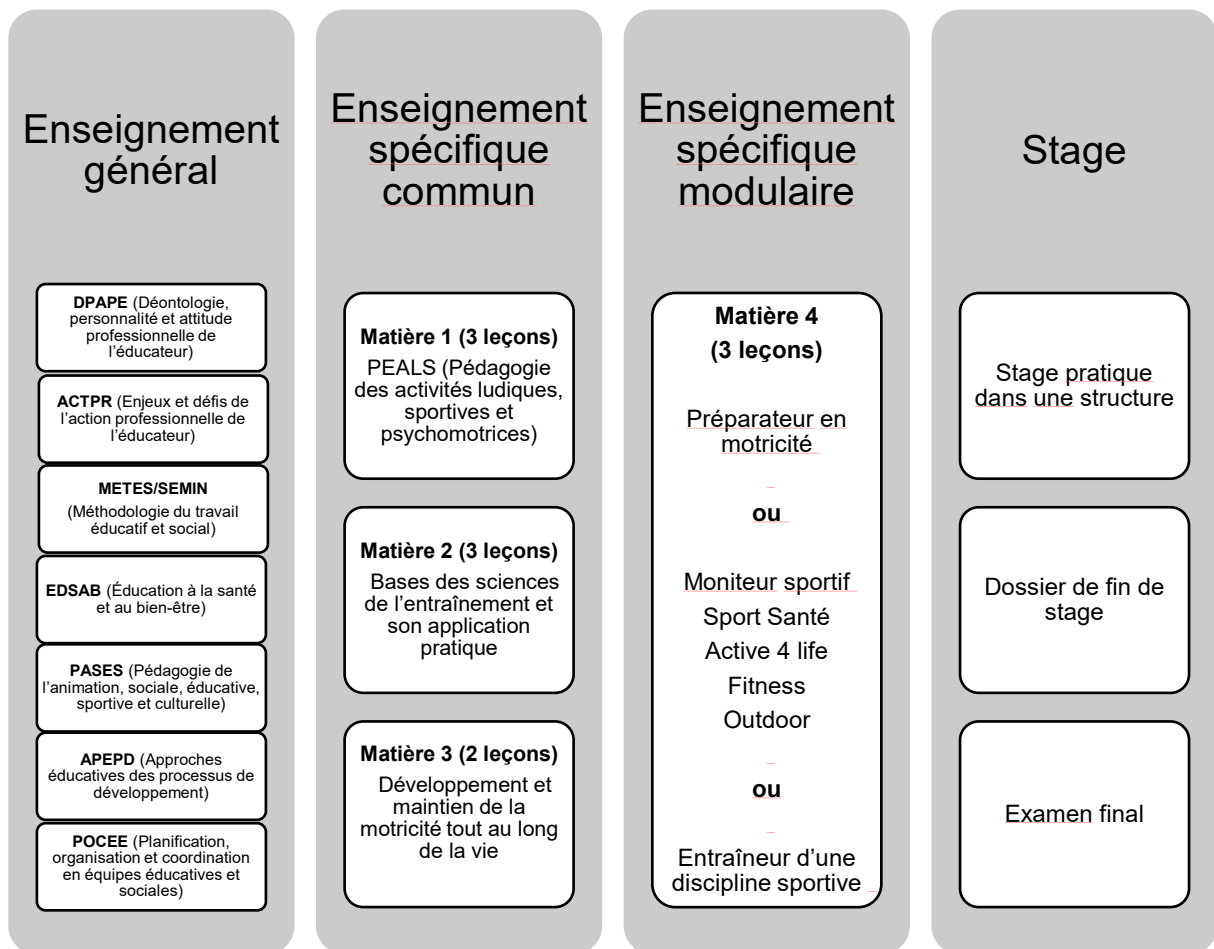 Enseignement
général
DPAPE (Déontologie,
personnalité et attitude
professionnelle de
l’éducateur)
ACTPR (Enjeux et défis de
l’action professionnelle de
l’éducateur)
METES/SEMIN
(Méthodologie du travail
éducatif et social)
EDSAB (Éducation à la santé
et au bien-être)
PASES (Pédagogie de
l’animation, sociale, éducative,
sportive et culturelle)
APEPD (Approches
éducatives des processus de
développement)
POCEE (Planification,
organisation et coordination
en équipes éducatives et
sociales)
Enseignement
spécifique
commun
Matière 1 (3 leçons)
PEALS (Pédagogie
des activités ludiques,
sportives et
psychomotrices)
Matière 2 (3 leçons)
Bases des sciences
de l’entraînement et
son application
pratique
Matière 3 (2 leçons)
Développement et
maintien de la
motricité tout au long
de la vie
Enseignement
spécifique
modulaire
Matière 4
(3 leçons)
Préparateur en
motricité
ou
Moniteur sportif
Sport Santé
Active 4 life
Fitness
Outdoor
ou
Entraîneur d’une
discipline sportive
Stage
Stage pratique
dans une structure
Dossier de fin de
stage
Examen final